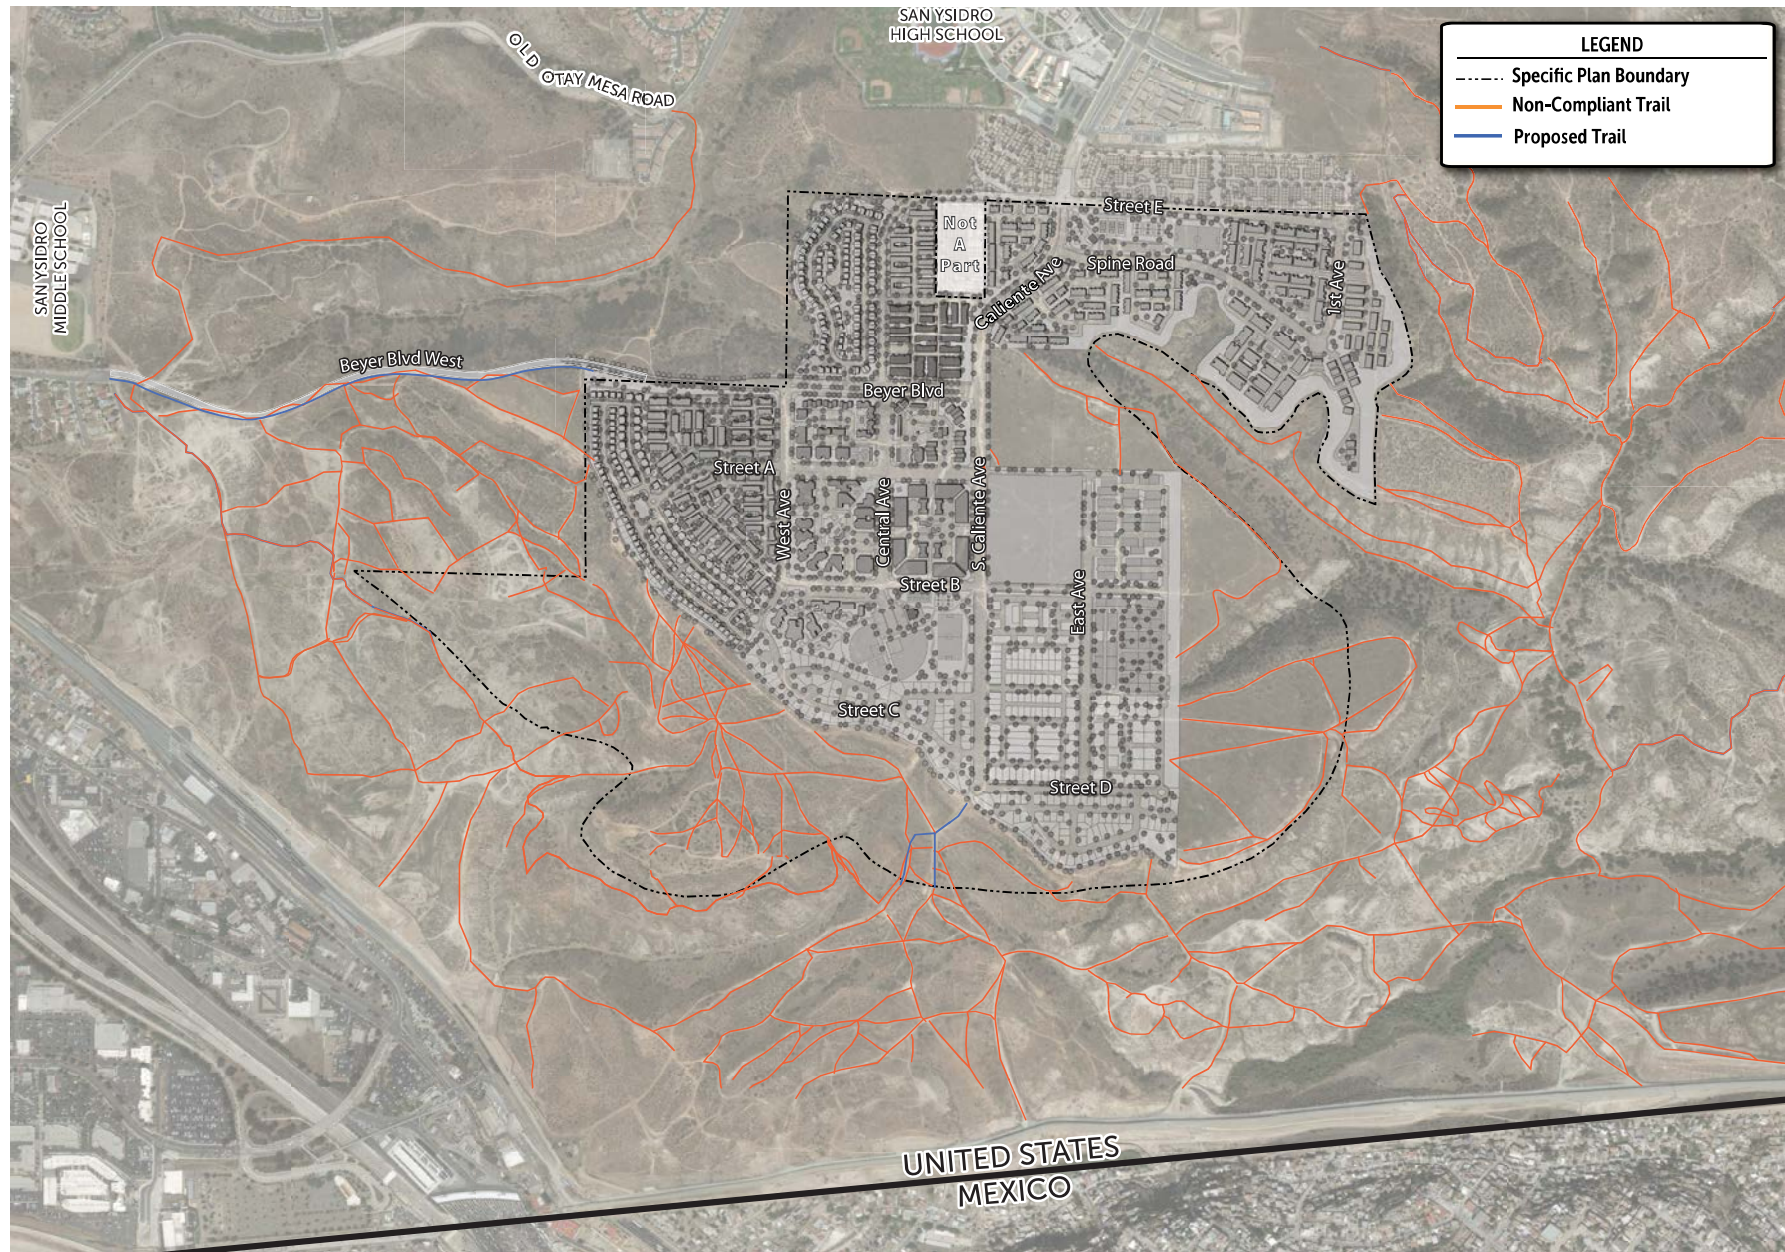 SAN YSIDRO
HIGH SCHOOL
LEGEND
Specific Plan Boundary
Non-Compliant Trail
Proposed Trail
OLD OTAY MESA ROAD
SAN YSIDRO
MIDDLE SCHOOL
Not
A
Part
Street E
Spine Road
Caliente Ave
1st Ave
Beyer Blvd West
Beyer Blvd
Street A
West Ave
Central Ave
S. Caliente Ave
Street B
East Ave
Street C
Street D
UNITED STATES
MEXICO